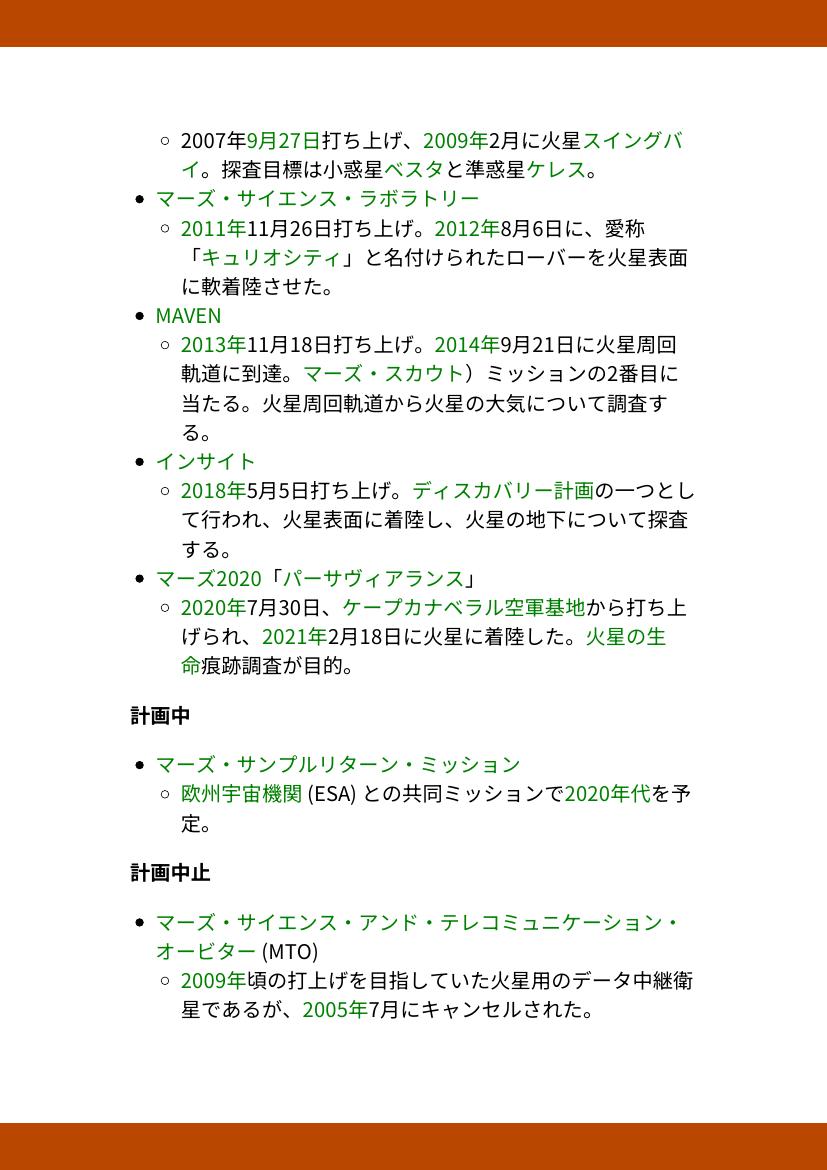 2007年9月27日打ち上げ、2009年2月に火星スイングバ
イ。探査目標は小惑星ベスタと準惑星ケレス。
マーズ・サイエンス・ラボラトリー
2011年11月26日打ち上げ。2012年8月6日に、愛称
「キュリオシティ」と名付けられたローバーを火星表面
に軟着陸させた。
MAVEN
2013年11月18日打ち上げ。2014年9月21日に火星周回
軌道に到達。マーズ・スカウト）ミッションの2番目に
当たる。火星周回軌道から火星の大気について調査す
る。
インサイト
2018年5月5日打ち上げ。ディスカバリー計画の一つとし
て行われ、火星表面に着陸し、火星の地下について探査
する。
マーズ2020「パーサヴィアランス」
2020年7月30日、ケープカナベラル空軍基地から打ち上
げられ、2021年2月18日に火星に着陸した。火星の生
命痕跡調査が目的。
計画中
マーズ・サンプルリターン・ミッション
欧州宇宙機関 (ESA) との共同ミッションで2020年代を予
定。
計画中止
マーズ・サイエンス・アンド・テレコミュニケーション・
オービター (MTO)
2009年頃の打上げを目指していた火星用のデータ中継衛
星であるが、2005年7月にキャンセルされた。